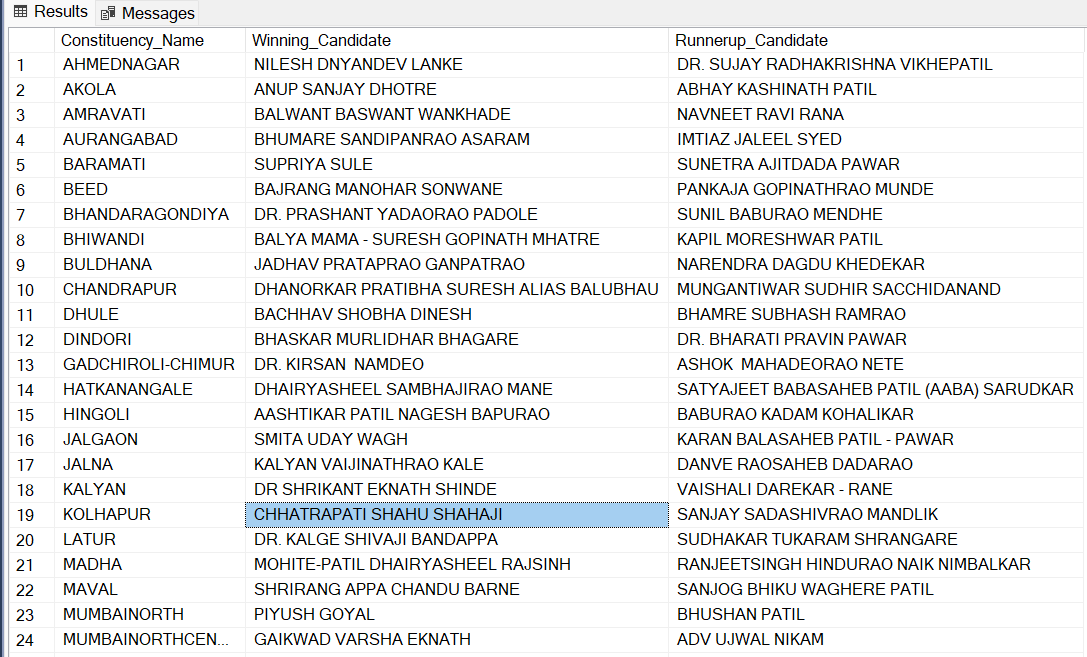 Results Messages
Constituency_Name Winning_Candidate Runnerup_Candidate
1 AHMEDNAGAR NILESH DNYANDEV LANKE DR. SUJAY RADHAKRISHNA VIKHEPATIL
2 AKOLA ANUP SANJAY DHOTRE ABHAY KASHINATH PATIL
3 AMRAVATI BALWANT BASWANT WANKHADE NAVNEET RAVI RANA
4 AURANGABAD BHUMARE SANDIPANRAO ASARAM IMTIAZ JALEEL SYED
5 BARAMATI SUPRIYA SULE SUNETRA AJITDADA PAWAR
6 BEED BAJRANG MANOHAR SONWANE PANKAJA GOPINATHRAO MUNDE
7 BHANDARAGONDIYA DR. PRASHANT YADAORAO PADOLE SUNIL BABURAO MENDHE
8 BHIWANDI BALYA MAMA - SURESH GOPINATH MHATRE KAPIL MORESHWAR PATIL
9 BULDHANA JADHAV PRATAPRAO GANPATRAO NARENDRA DAGDU KHEDEKAR
10 CHANDRAPUR DHANORKAR PRATIBHA SURESH ALIAS BALUBHAU MUNGANTIWAR SUDHIR SACCHIDANAND
11 DHULE BACHHAV SHOBHA DINESH BHAMRE SUBHASH RAMRAO
12 DINDORI BHASKAR MURLIDHAR BHAGARE DR. BHARATI PRAVIN PAWAR
13 GADCHIROLI-CHIMUR DR. KIRSAN  NAMDEO ASHOK  MAHADEORAO NETE
14 HATKANANGALE DHAIRYASHEEL SAMBHAJIRAO MANE SATYAJEET BABASAHEB PATIL (AABA) SARUDKAR
15 HINGOLI AASHTIKAR PATIL NAGESH BAPURAO BABURAO KADAM KOHALIKAR
16 JALGAON SMITA UDAY WAGH KARAN BALASAHEB PATIL - PAWAR
17 JALNA KALYAN VAIJINATHRAO KALE DANVE RAOSAHEB DADARAO
18 KALYAN DR SHRIKANT EKNATH SHINDE VAISHALI DAREKAR - RANE
19 KOLHAPUR CHHATRAPATI SHAHU SHAHAJI SANJAY SADASHIVRAO MANDLIK
20 LATUR DR. KALGE SHIVAJI BANDAPPA SUDHAKAR TUKARAM SHRANGARE
21 MADHA MOHITE-PATIL DHAIRYASHEEL RAJSINH RANJEETSINGH HINDURAO NAIK NIMBALKAR
22 MAVAL SHRIRANG APPA CHANDU BARNE SANJOG BHIKU WAGHERE PATIL
23 MUMBAINORTH PIYUSH GOYAL BHUSHAN PATIL
24 MUMBAINORTHCEN... GAIKWAD VARSHA EKNATH ADV UJWAL NIKAM